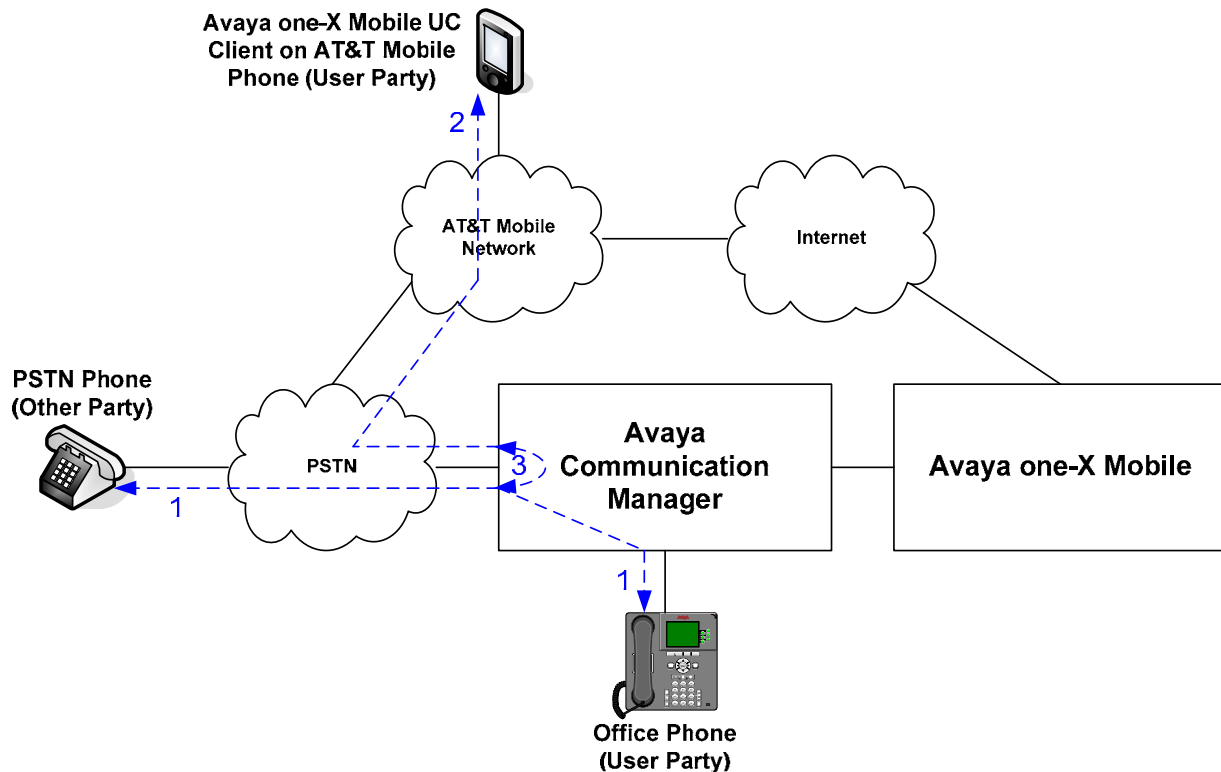 Avaya one-X Mobile UC
Client on AT&T Mobile
Phone (User Party)
2
AT&T Mobile
Network
Internet
PSTN Phone
(Other Party)
PSTN
1
3
Avaya
Communication
Manager
Avaya one-X Mobile
1
Office Phone
(User Party)